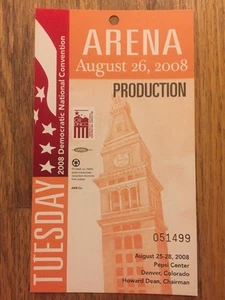 ARENA
August 26, 2008
PRODUCTION
TUESDAY
2008 Democratic National Convention
051499
August 25-28, 2008
Pepsi Center
Denver, Colorado
Howard Dean, Chairman